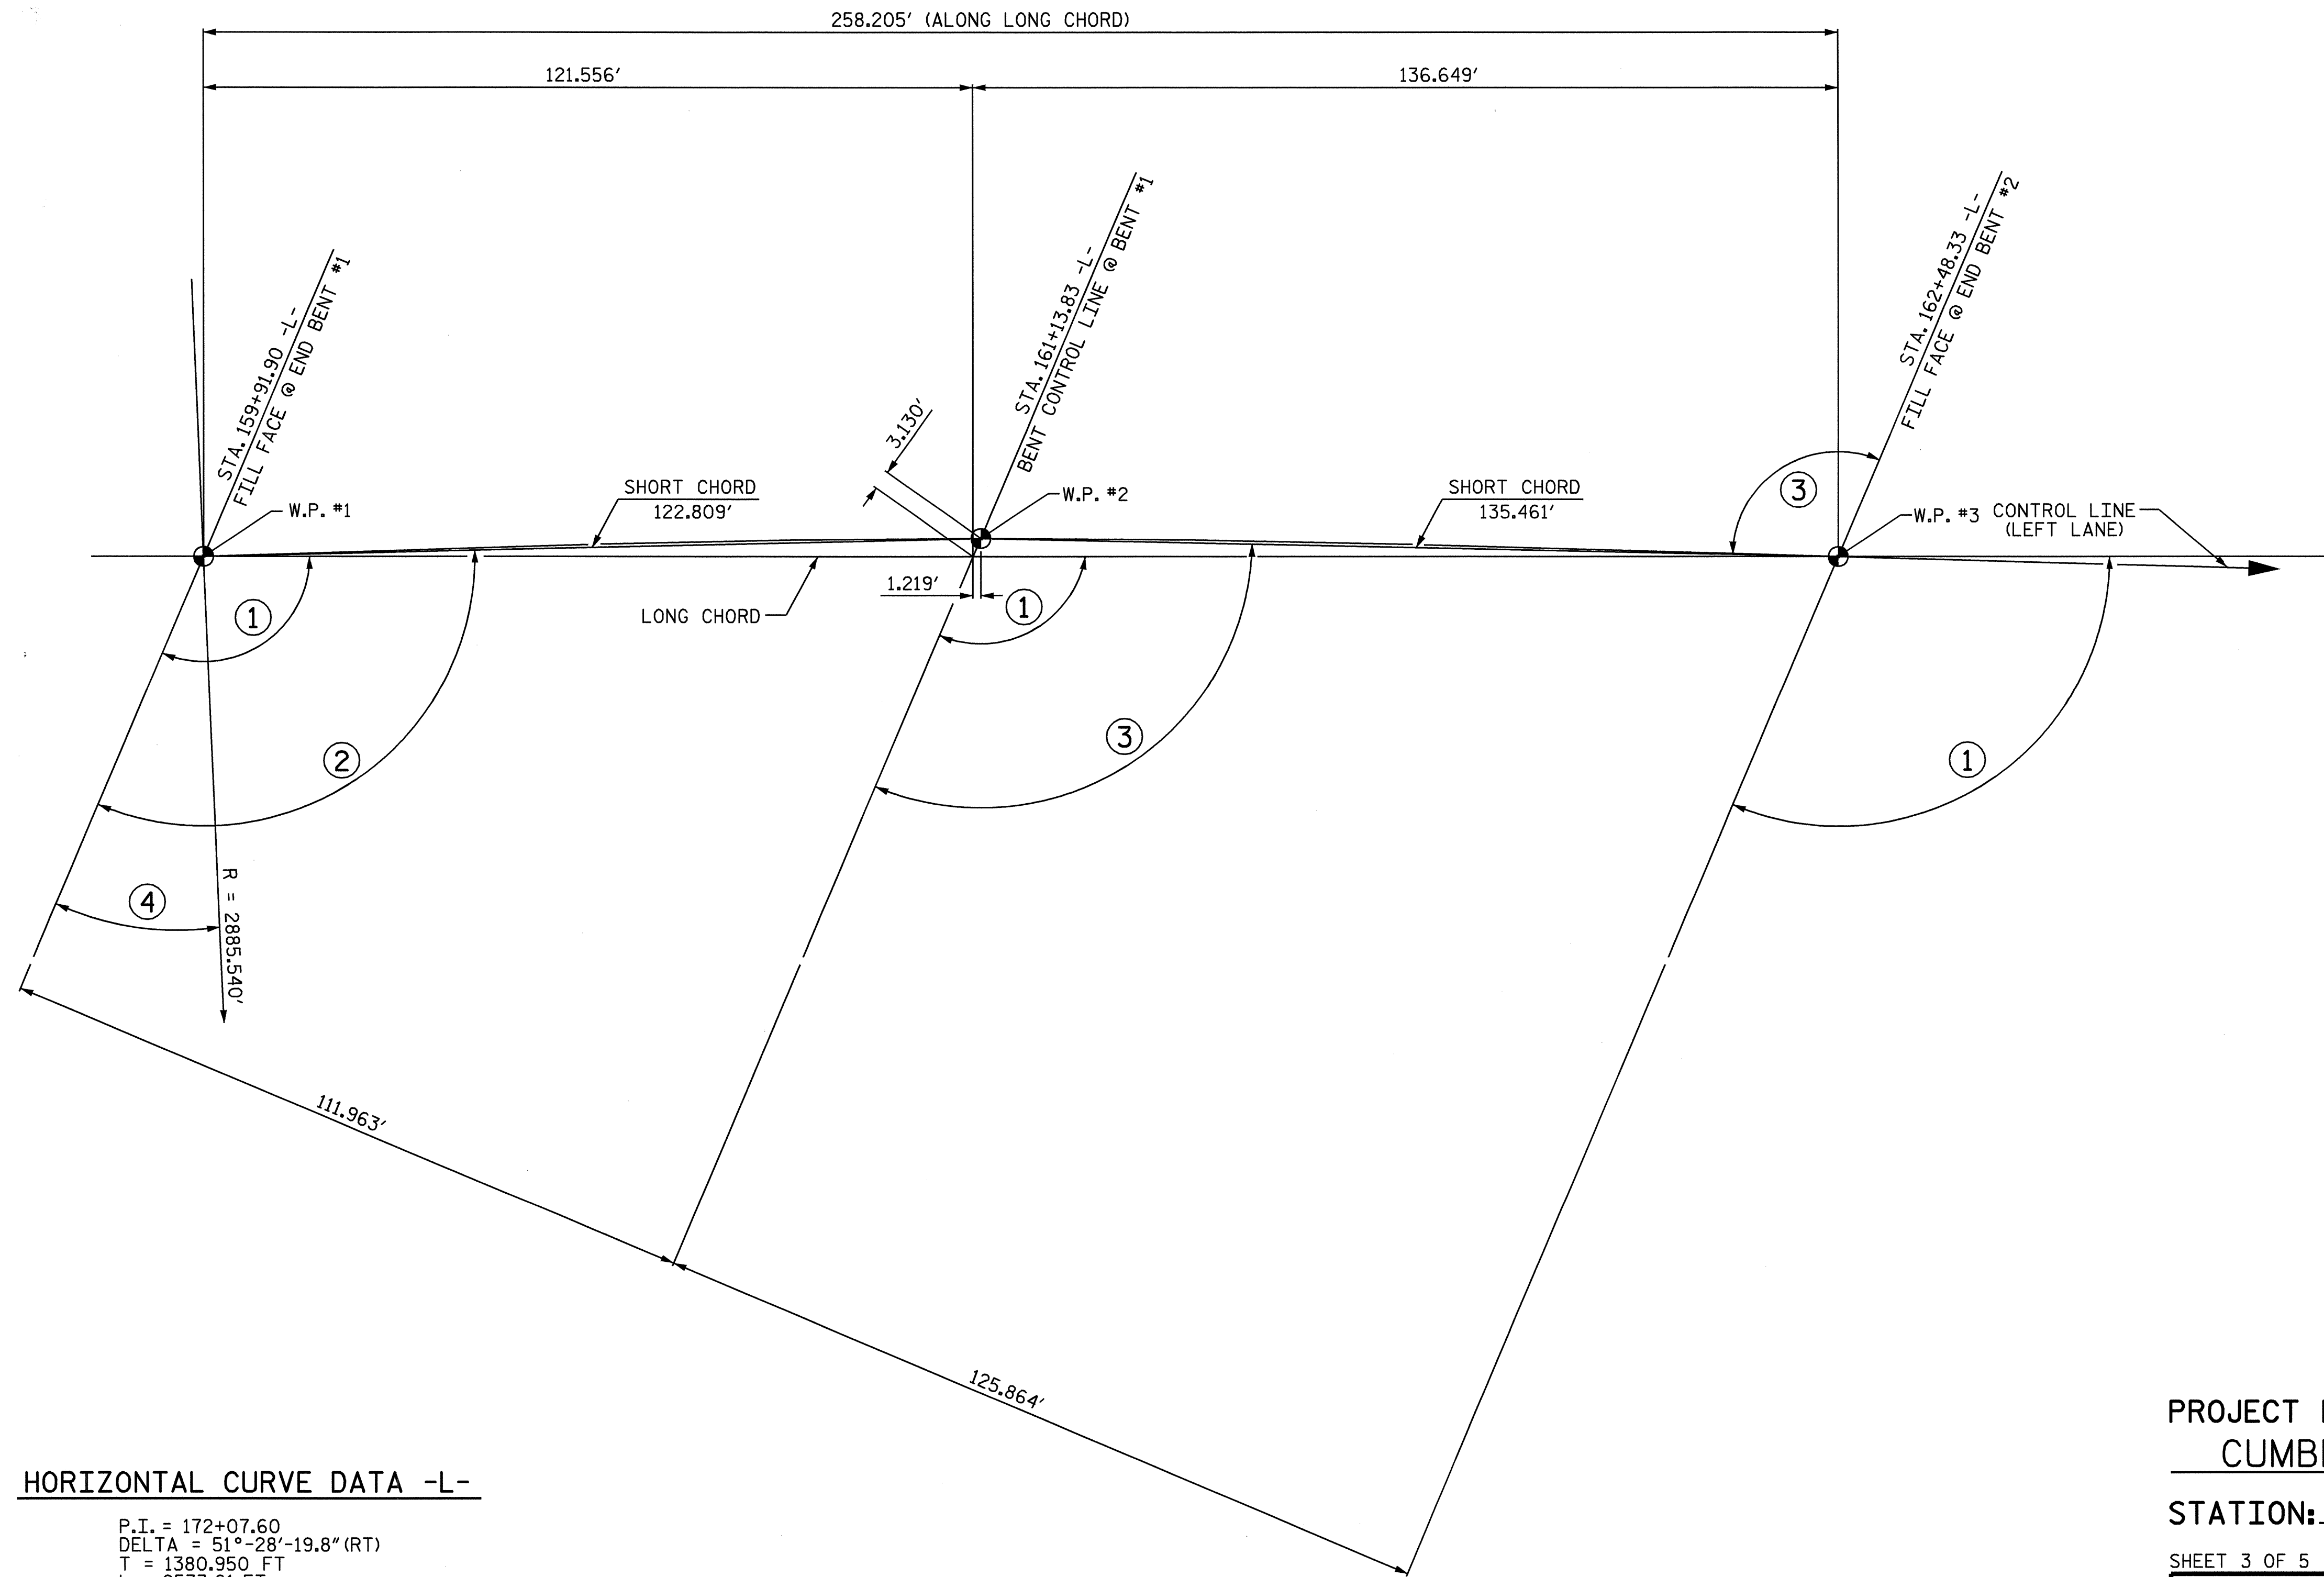 258.205′ (ALONG LONG CHORD)
121.556′
136.649′
STA. 159+91.90 -L-
FILL FACE @ END BENT #1
STA. 161+13.83 -L-
BENT CONTROL LINE @ BENT #1
STA. 162+48.33 -L-
FILL FACE @ END BENT #2
3.130′
W.P. #1
SHORT CHORD
122.809′
W.P. #2
SHORT CHORD
135.461′
3
W.P. #3
CONTROL LINE
(LEFT LANE)
1.219′
LONG CHORD
1
1
2
3
1
4
R = 2885.540′
111.963′
125.864′
HORIZONTAL CURVE DATA -L-
P.I. = 172+07.60
DELTA = 51°-28′-19.8″(RT)
T = 1380.950 FT
PROJECT
STATION:
SHEET 3 OF 5